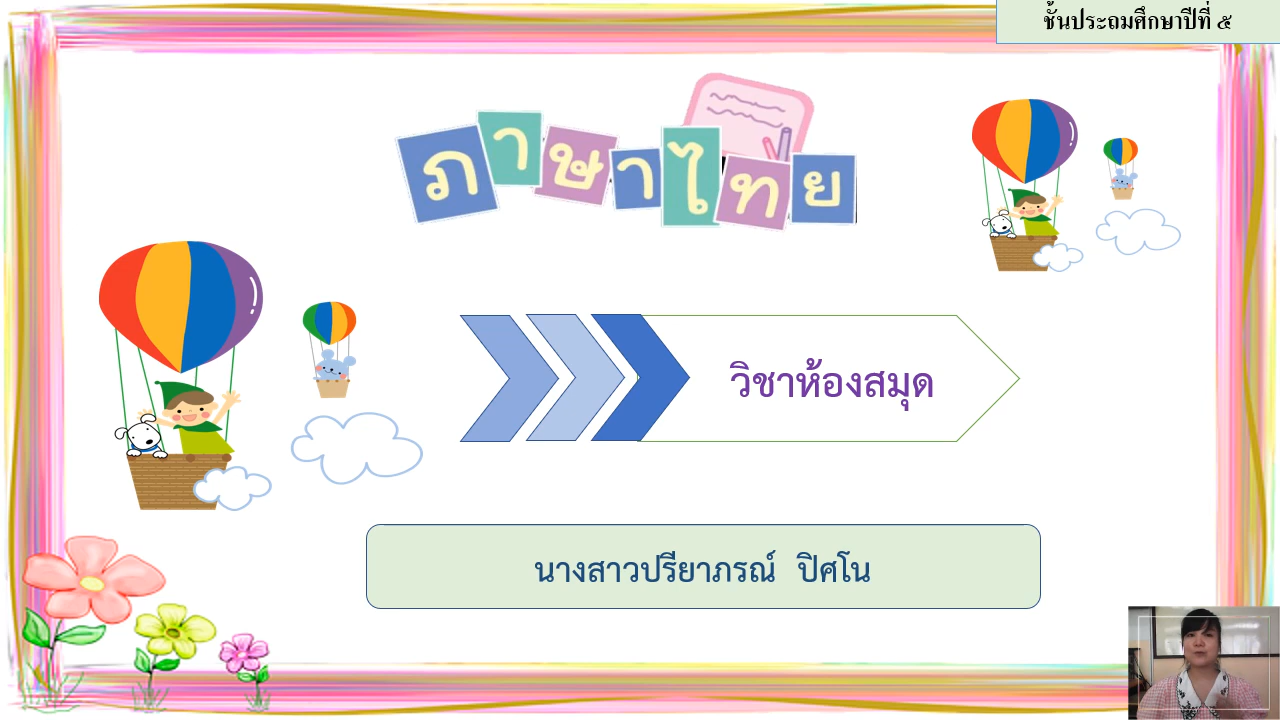 ชั้นประถมศึกษาปีที่ ๕
ภาษาไทย
วิชาห้องสมุด
นางสาวปรียาภรณ์ ปิศโน